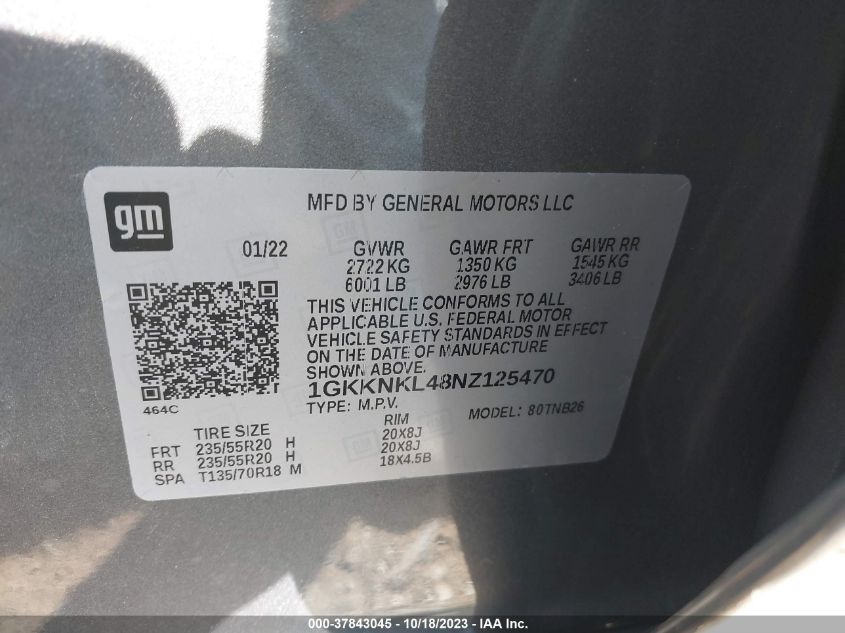 gm
MFD BY GENERAL MOTORS LLC
01/22
GVWR GAWR FRT GAWR RR
2722 KG 1350 KG 1545 KG
6001 LB 2976 LB 3406 LB
THIS VEHICLE CONFORMS TO ALL
APPLICABLE U.S. FEDERAL MOTOR
VEHICLE SAFETY STANDARDS IN EFFECT
ON THE DATE OF MANUFACTURE
SHOWN ABOVE.
1GKKNKL48NZ125470
464C
TYPE: M.P.V. MODEL: 80TNB26
TIRE SIZE RIM
FRT 235/55R20 H 20X8J
RR 235/55R20 H 20X8J
SPA T135/70R18 M 18X4.5B
000-37843045 - 10/18/2023 - IAA Inc.